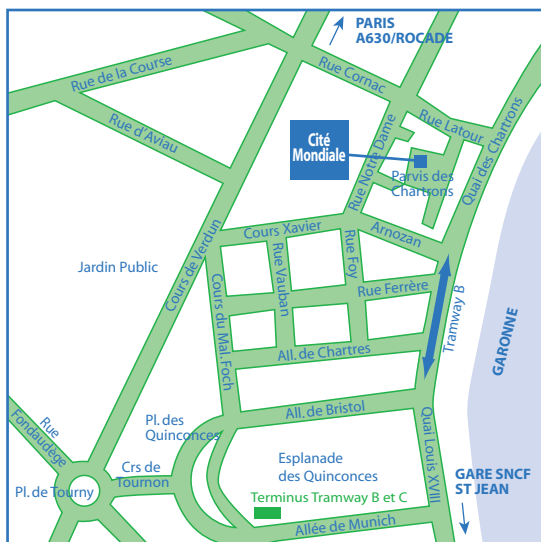 PARIS
A630/ROCADE
Rue de la Course
Rue Cornac
Rue d'Aviau
Rue Latour
Cité
Mondiale
Rue Notre Dame
Quai des Chartrons
Parvis des
Chartrons
Cours Xavier
Arnozan
Cours de Verdun
Jardin Public
Rue Vauban
Rue Foy
Cours du Mal. Foch
Rue Ferrère
Tramway B
GARONNE
All. de Chartres
All. de Bristol
Rue
Fondaudège
Pl. des
Quinconces
Quai Louis XVIII
Crs de
Tournon
Pl. de Tourny
Esplanade
des Quinconces
GARE SNCF
ST JEAN
Terminus Tramway B et C
Allée de Munich